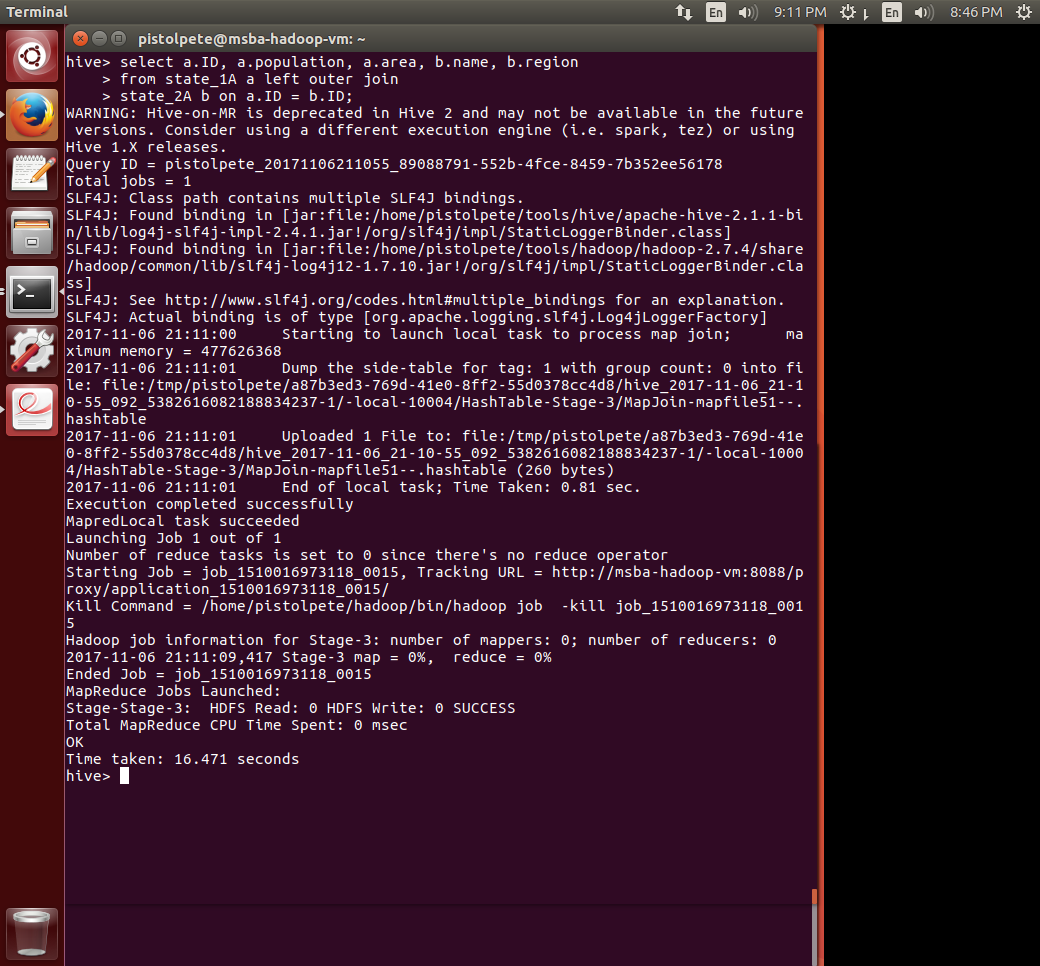 Terminal
En
9:11 PM
En
8:46 PM
pistolpete@msba-hadoop-vm: ~
hive> select a.ID, a.population, a.area, b.name, b.region
    > from state_1A a left outer join
    > state_2A b on a.ID = b.ID;
WARNING: Hive-on-MR is deprecated in Hive 2 and may not be available in the future
 versions. Consider using a different execution engine (i.e. spark, tez) or using
Hive 1.X releases.
Query ID = pistolpete_20171106211055_89088791-552b-4fce-8459-7b352ee56178
Total jobs = 1
SLF4J: Class path contains multiple SLF4J bindings.
SLF4J: Found binding in [jar:file:/home/pistolpete/tools/hive/apache-hive-2.1.1-bi
n/lib/log4j-slf4j-impl-2.4.1.jar!/org/slf4j/impl/StaticLoggerBinder.class]
SLF4J: Found binding in [jar:file:/home/pistolpete/tools/hadoop/hadoop-2.7.4/share
/hadoop/common/lib/slf4j-log4j12-1.7.10.jar!/org/slf4j/impl/StaticLoggerBinder.cla
ss]
SLF4J: See http://www.slf4j.org/codes.html#multiple_bindings for an explanation.
SLF4J: Actual binding is of type [org.apache.logging.slf4j.Log4jLoggerFactory]
2017-11-06 21:11:00     Starting to launch local task to process map join;      ma
ximum memory = 477626368
2017-11-06 21:11:01     Dump the side-table for tag: 1 with group count: 0 into fi
le: file:/tmp/pistolpete/a87b3ed3-769d-41e0-8ff2-55d0378cc4d8/hive_2017-11-06_21-1
0-55_092_5382616082188834237-1/-local-10004/HashTable-Stage-3/MapJoin-mapfile51--.
hashtable
2017-11-06 21:11:01     Uploaded 1 File to: file:/tmp/pistolpete/a87b3ed3-769d-41e
0-8ff2-55d0378cc4d8/hive_2017-11-06_21-10-55_092_5382616082188834237-1/-local-1000
4/HashTable-Stage-3/MapJoin-mapfile51--.hashtable (260 bytes)
2017-11-06 21:11:01     End of local task; Time Taken: 0.81 sec.
Execution completed successfully
MapredLocal task succeeded
Launching Job 1 out of 1
Number of reduce tasks is set to 0 since there's no reduce operator
Starting Job = job_1510016973118_0015, Tracking URL = http://msba-hadoop-vm:8088/p
roxy/application_1510016973118_0015/
Kill Command = /home/pistolpete/hadoop/bin/hadoop job  -kill job_1510016973118_001
5
Hadoop job information for Stage-3: number of mappers: 0; number of reducers: 0
2017-11-06 21:11:09,417 Stage-3 map = 0%,  reduce = 0%
Ended Job = job_1510016973118_0015
MapReduce Jobs Launched:
Stage-Stage-3:  HDFS Read: 0 HDFS Write: 0 SUCCESS
Total MapReduce CPU Time Spent: 0 msec
OK
Time taken: 16.471 seconds
hive>